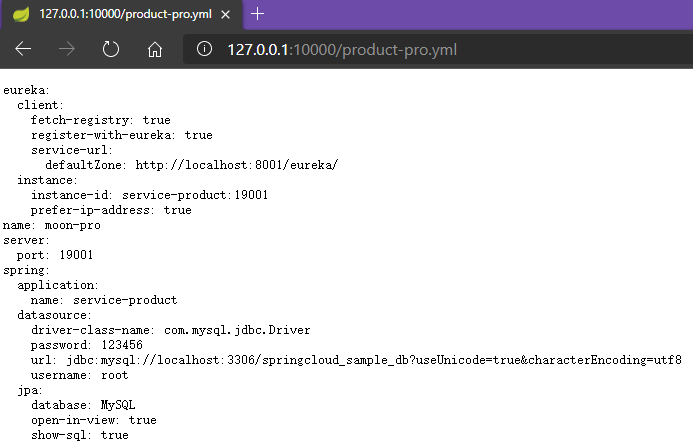 127.0.0.1:10000/product-pro.yml
127.0.0.1:10000/product-pro.yml
eureka:
  client:
    fetch-registry: true
    register-with-eureka: true
    service-url:
      defaultZone: http://localhost:8001/eureka/
  instance:
    instance-id: service-product:19001
    prefer-ip-address: true
name: moon-pro
server:
  port: 19001
spring:
  application:
    name: service-product
  datasource:
    driver-class-name: com.mysql.jdbc.Driver
    password: 123456
    url: jdbc:mysql://localhost:3306/springcloud_sample_db?useUnicode=true&characterEncoding=utf8
    username: root
  jpa:
    database: MySQL
    open-in-view: true
    show-sql: true